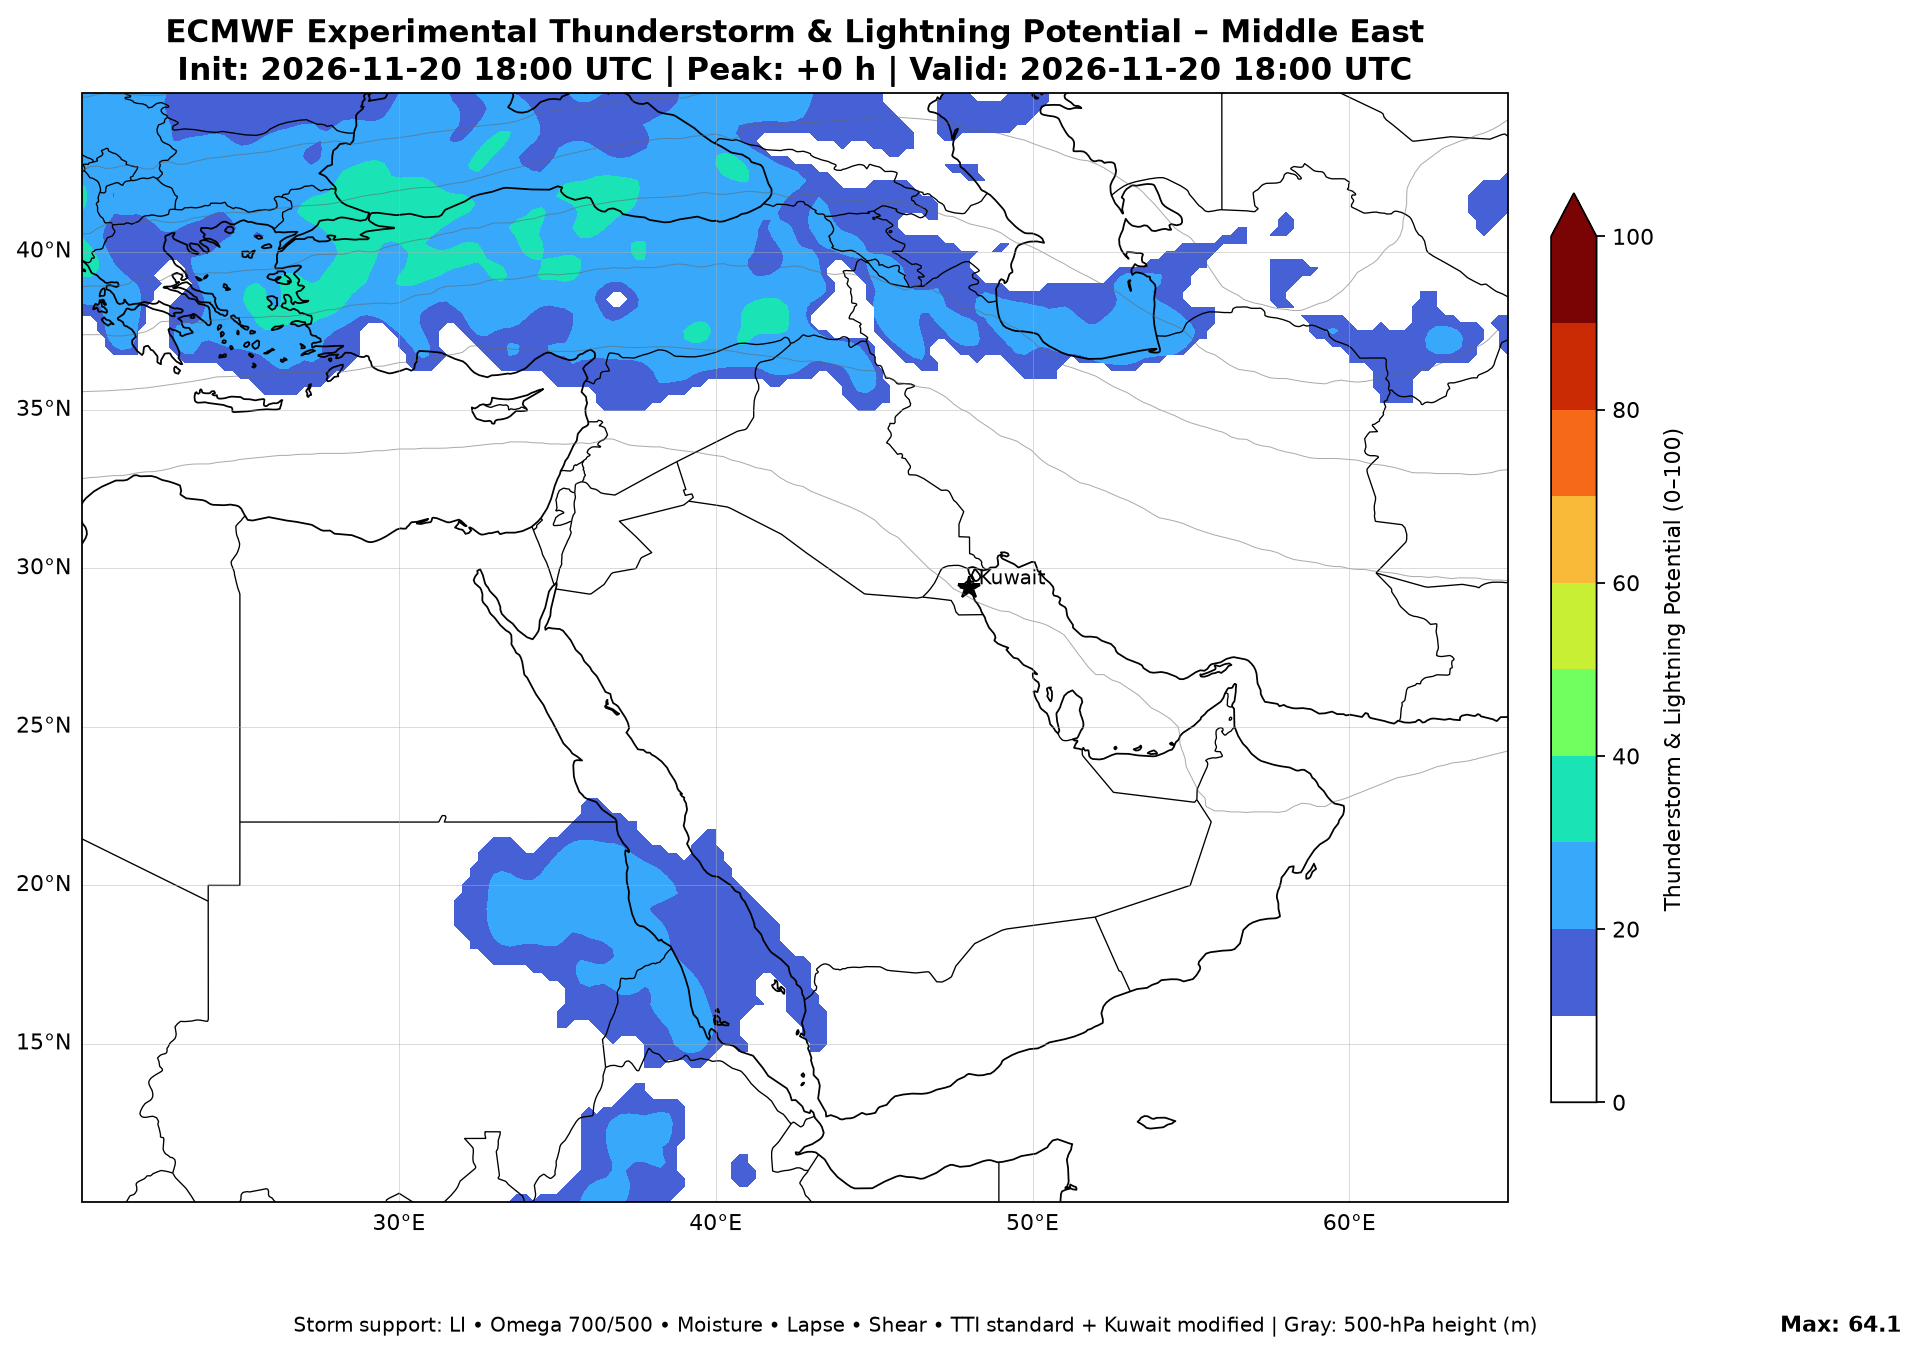 ECMWF Experimental Thunderstorm & Lightning Potential – Middle East
Init: 2026-11-20 18:00 UTC | Peak: +0 h | Valid: 2026-11-20 18:00 UTC
40°N
35°N
30°N
25°N
20°N
15°N
Kuwait
30°E
40°E
50°E
60°E
100
80
60
40
20
0
Thunderstorm & Lightning Potential (0–100)
Storm support: LI • Omega 700/500 • Moisture • Lapse • Shear • TTI standard + Kuwait modified | Gray: 500-hPa height (m)
Max: 64.1